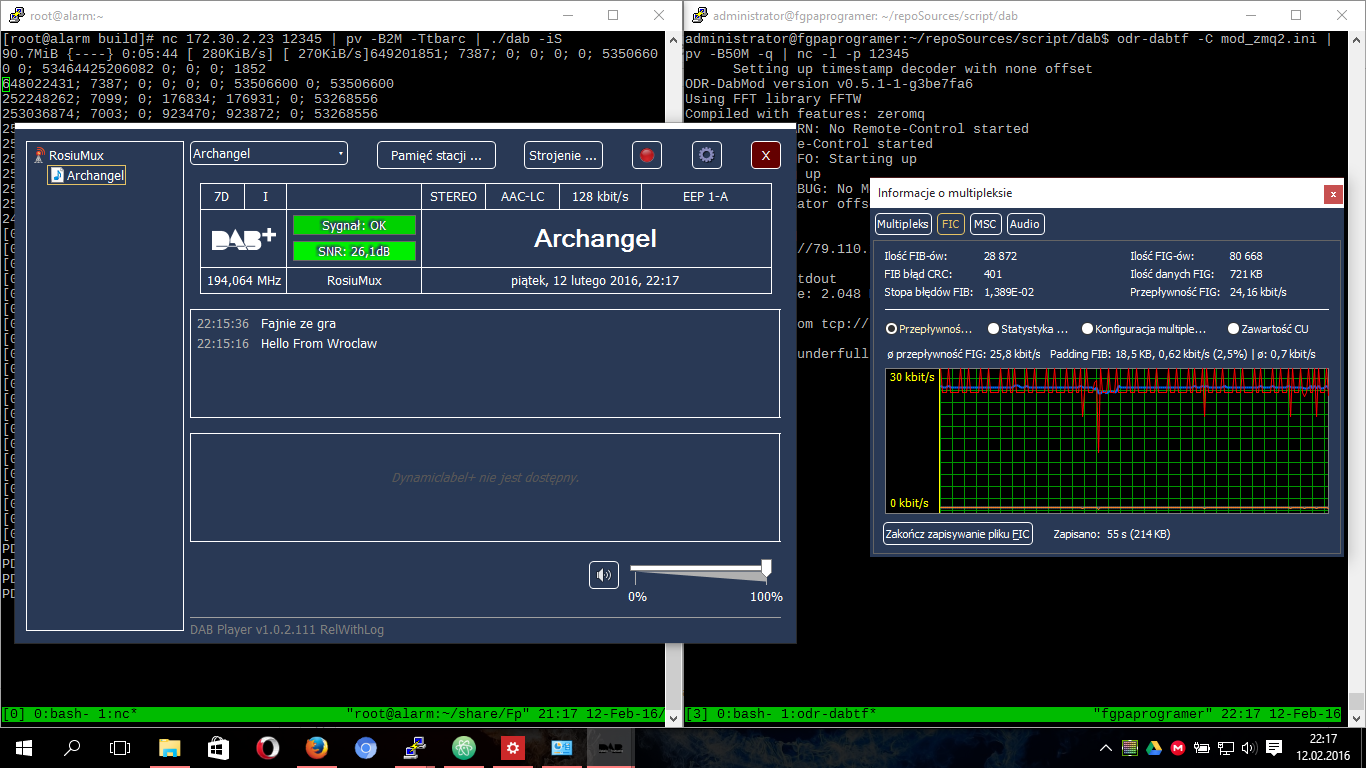 root@alarm:~
[root@alarm build]# nc 172.30.2.23 12345 | pv -B2M -Ttbarc | ./dab -iS
90.7MiB {----} 0:05:44 [ 280KiB/s] [ 270KiB/s]649201851; 7387; 0; 0; 0; 0; 5350660
0 0; 53464425206082 0; 0; 0; 1852
648022431; 7387; 0; 0; 0; 0; 53506600 0; 53506600
252248262; 7099; 0; 176834; 176931; 0; 53268556
253036874; 7003; 0; 923470; 923872; 0; 53268556
administrator@fgpaprogramer: ~/repoSources/script/dab
administrator@fgpaprogramer:~/repoSources/script/dab$ odr-dabtf -C mod_zmq2.ini |
pv -B50M -q | nc -l -p 12345
Setting up timestamp decoder with none offset
ODR-DabMod version v0.5.1-1-g3be7fa6
Using FFT library FFTW
Compiled with features: zeromq
RN: No Remote-Control started
e-Control started
FO: Starting up
up
BUG: No M
ator offs
//79.110.
tdout
e: 2.048
om tcp://
underfull
RosiuMux
Archangel
Archangel
Pamięć stacji ...
Strojenie ...
X
7D
I
STEREO
AAC-LC
128 kbit/s
EEP 1-A
DAB+
Sygnał: OK
SNR: 26,1dB
Archangel
194,064 MHz
RosiuMux
piątek, 12 lutego 2016, 22:17
22:15:36 Fajnie ze gra
22:15:16 Hello From Wroclaw
Dynamiclabel+ nie jest dostępny.
0%
100%
DAB Player v1.0.2.111 RelWithLog
Informacje o multipleksie
x
Multipleks
FIC
MSC
Audio
Ilość FIB-ów: 28 872
Ilość FIG-ów: 80 668
FIB błąd CRC: 401
Ilość danych FIG: 721 KB
Stopa błędów FIB: 1,389E-02
Przepływność FIG: 24,16 kbit/s
Przepływnoś...
Statystyka ...
Konfiguracja multiple...
Zawartość CU
ø przepływność FIG: 25,8 kbit/s Padding FIB: 18,5 KB, 0,62 kbit/s (2,5%) | ø: 0,7 kbit/s
30 kbit/s
0 kbit/s
Zakończ zapisywanie pliku FIC
Zapisano: 55 s (214 KB)
[0] 0:bash- 1:nc* "root@alarm:~/share/Fp" 21:17 12-Feb-16
[3] 0:bash- 1:odr-dabtf* "fgpaprogramer" 22:17 12-Feb-16
22:17
12.02.2016